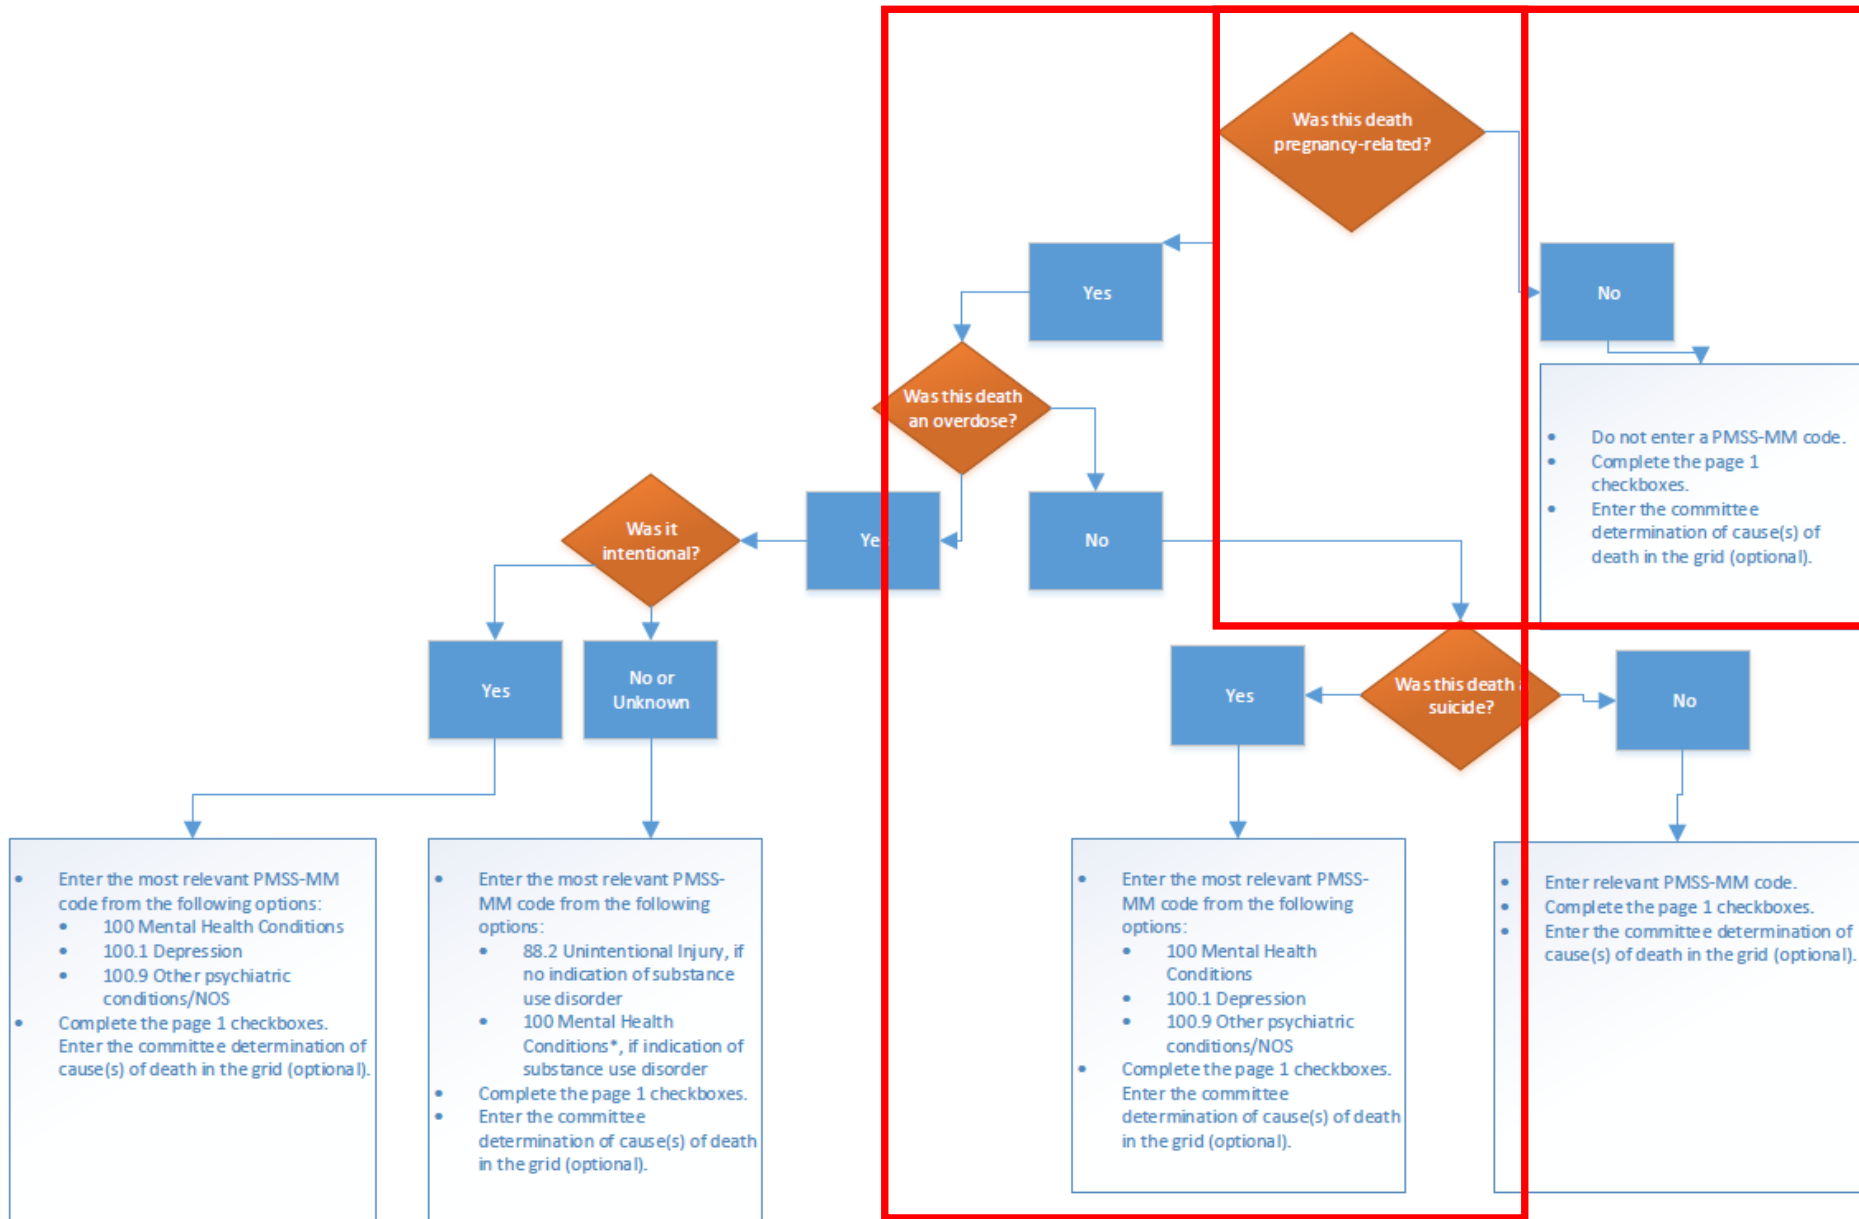 Was this death
pregnancy-related?
Yes
No
Was this death
an overdose?
• Do not enter a PMSS-MM code.
• Complete the page 1
checkboxes.
• Enter the committee
determination of cause(s) of
death in the grid (optional).
Was it
intentional?
Yes
No
Yes
No or
Unknown
Yes
Was this death a
suicide?
No
• Enter the most relevant PMSS-MM
code from the following options:
• 100 Mental Health Conditions
• 100.1 Depression
• 100.9 Other psychiatric
conditions/NOS
• Complete the page 1 checkboxes.
Enter the committee determination of
cause(s) of death in the grid (optional).
• Enter the most relevant PMSS-
MM code from the following
options:
• 88.2 Unintentional Injury, if
no indication of substance
use disorder
• 100 Mental Health
Conditions*, if indication of
substance use disorder
• Complete the page 1 checkboxes.
• Enter the committee
determination of cause(s) of death
in the grid (optional).
• Enter the most relevant PMSS-
MM code from the following
options:
• 100 Mental Health
Conditions
• 100.1 Depression
• 100.9 Other psychiatric
conditions/NOS
• Complete the page 1 checkboxes.
Enter the committee
determination of cause(s) of death
in the grid (optional).
• Enter relevant PMSS-MM code.
• Complete the page 1 checkboxes.
• Enter the committee determination of
cause(s) of death in the grid (optional).